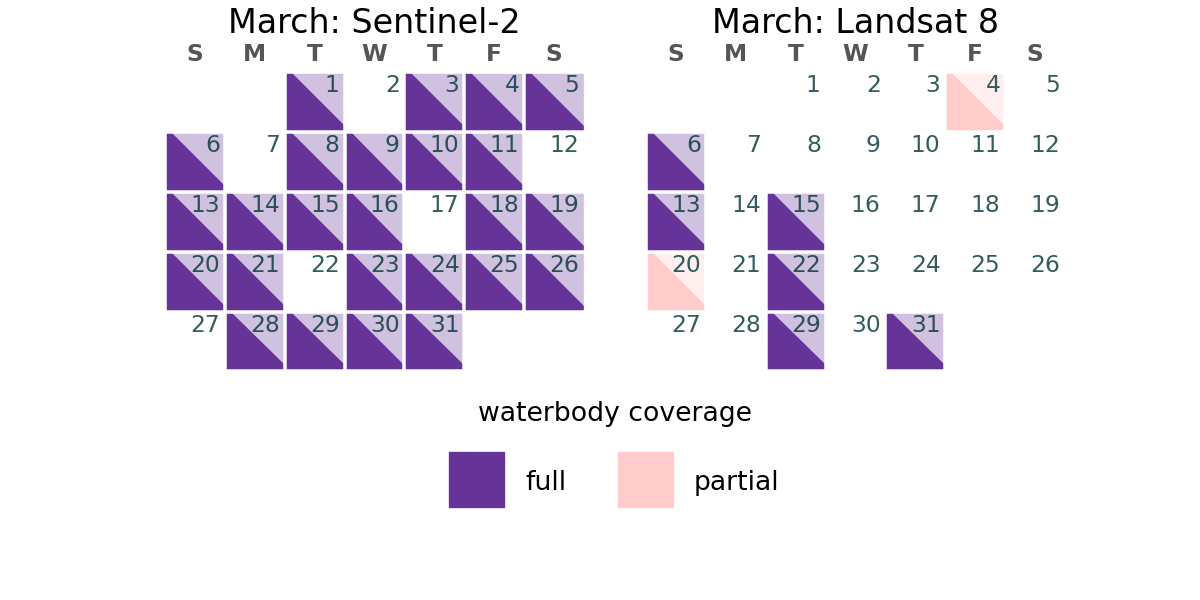 March: Sentinel-2
S M T W T F S
1 2 3 4 5
6 7 8 9 10 11 12
13 14 15 16 17 18 19
20 21 22 23 24 25 26
27 28 29 30 31
March: Landsat 8
S M T W T F S
1 2 3 4 5
6 7 8 9 10 11 12
13 14 15 16 17 18 19
20 21 22 23 24 25 26
27 28 29 30 31
waterbody coverage
full
partial